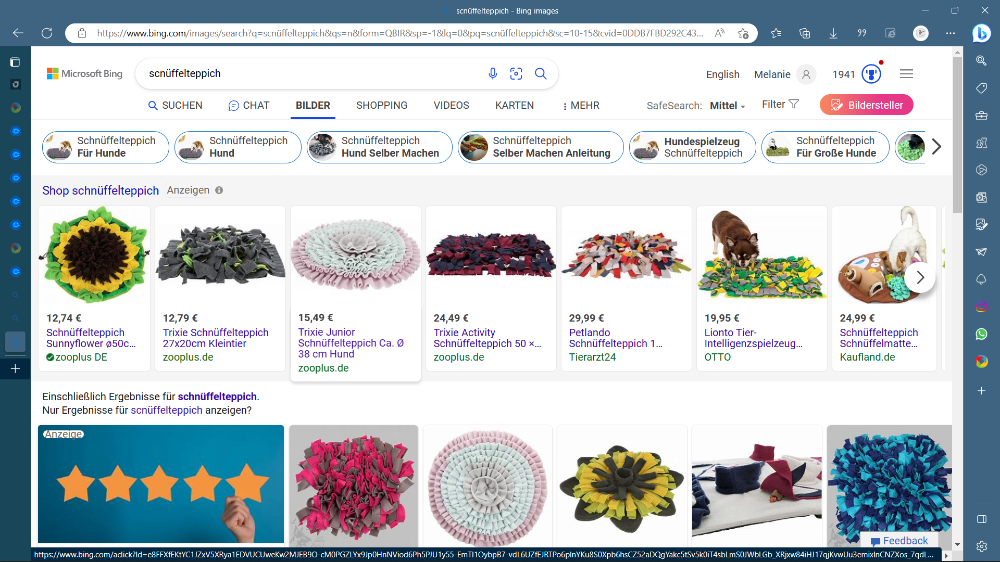 scnüffelteppich - Bing images
https://www.bing.com/images/search?q=scnüffelteppich&qs=n&form=QBIR&sp=-1&lq=0&pq=scnüffelteppich&sc=10-15&cvid=0DDB7FBD292C43...
Microsoft Bing
scnüffelteppich
English
Melanie
1941
SUCHEN
CHAT
BILDER
SHOPPING
VIDEOS
KARTEN
MEHR
SafeSearch: Mittel
Filter
Bildersteller
Schnüffelteppich
Für Hunde
Schnüffelteppich
Hund
Schnüffelteppich
Hund Selber Machen
Schnüffelteppich
Selber Machen Anleitung
Hundespielzeug
Schnüffelteppich
Schnüffelteppich
Für Große Hunde
Shop schnüffelteppich
Anzeigen
12,74 €
Schnüffelteppich
Sunnyflower ø50c...
zooplus DE
12,79 €
Trixie Schnüffelteppich
27x20cm Kleintier
zooplus.de
15,49 €
Trixie Junior
Schnüffelteppich Ca. Ø
38 cm Hund
zooplus.de
24,49 €
Trixie Activity
Schnüffelteppich 50 ×...
zooplus.de
29,99 €
Petlando
Schnüffelteppich 1...
Tierarzt24
19,95 €
Lionto Tier-
Intelligenzspielzeug...
OTTO
24,99 €
Schnüffelteppich
Schnüffelmatte...
Kaufland.de
Einschließlich Ergebnisse für schnüffelteppich.
Nur Ergebnisse für scnüffelteppich anzeigen?
Anzeige
Feedback